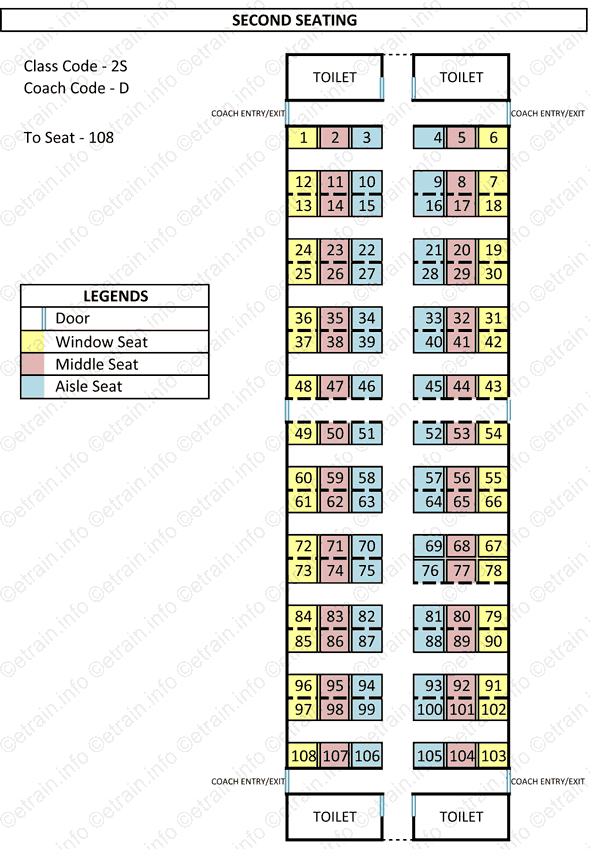 SECOND SEATING
Class Code - 2S
Coach Code - D
To Seat - 108
TOILET TOILET
COACH ENTRY/EXIT COACH ENTRY/EXIT
1 2 3 4 5 6
12 11 10 9 8 7
13 14 15 16 17 18
24 23 22 21 20 19
25 26 27 28 29 30
LEGENDS
Door
Window Seat
Middle Seat
Aisle Seat
36 35 34 33 32 31
37 38 39 40 41 42
48 47 46 45 44 43
49 50 51 52 53 54
60 59 58 57 56 55
61 62 63 64 65 66
72 71 70 69 68 67
73 74 75 76 77 78
84 83 82 81 80 79
85 86 87 88 89 90
96 95 94 93 92 91
97 98 99 100 101 102
108 107 106 105 104 103
COACH ENTRY/EXIT COACH ENTRY/EXIT
TOILET TOILET
©etrain.info